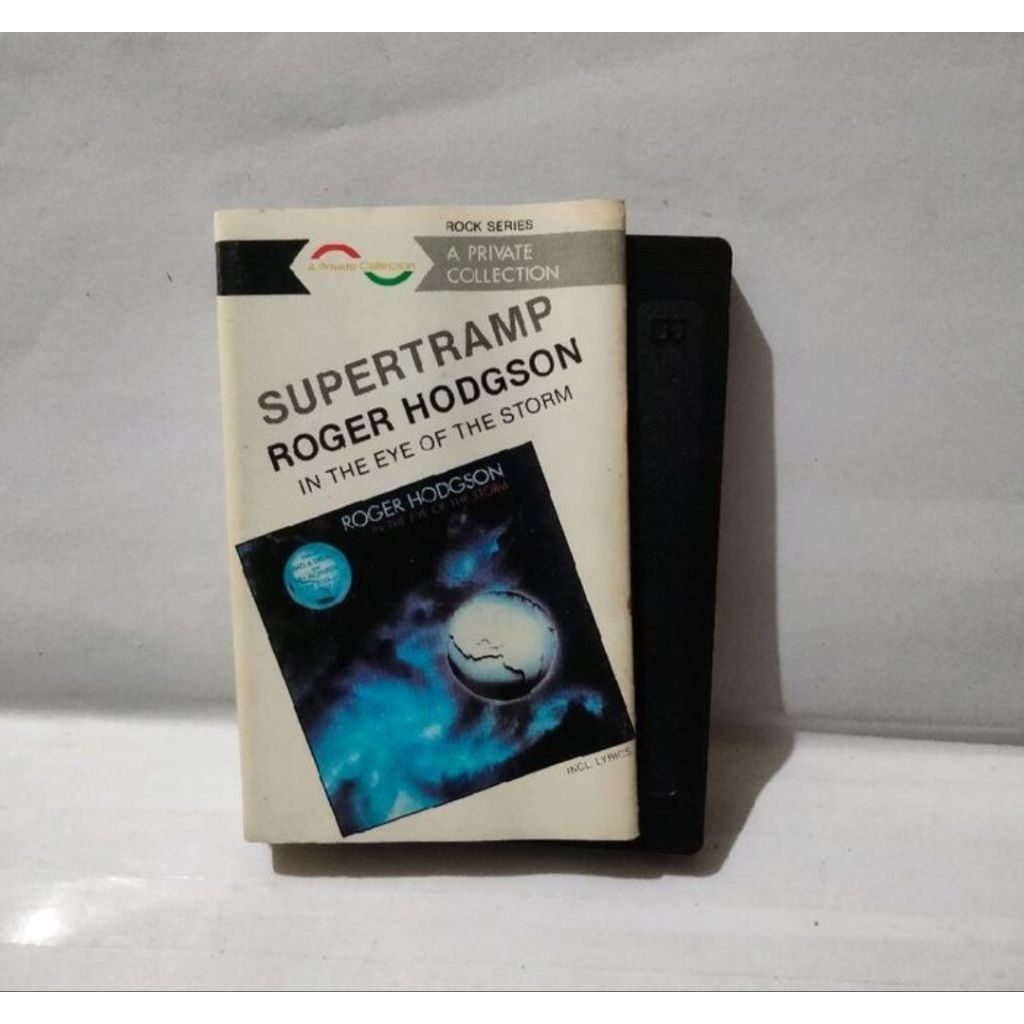 ROCK SERIES
A Private Collection
A PRIVATE
COLLECTION
SUPERTRAMP
ROGER HODGSON
IN THE EYE OF THE STORM
ROGER HODGSON
IN THE EYE OF THE STORM
INCL. LYRICS